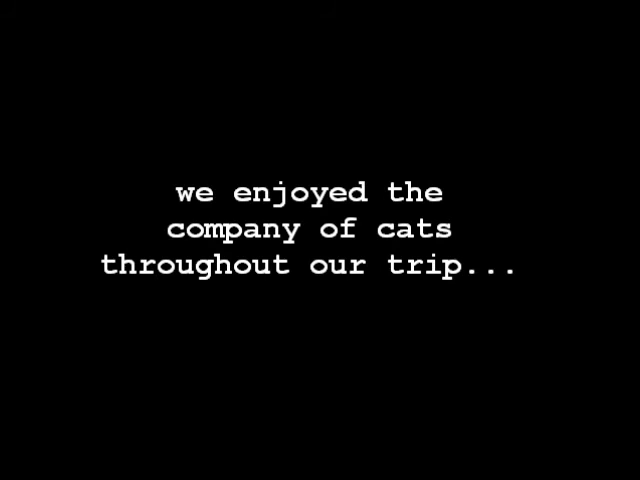 we enjoyed the
company of cats
throughout our trip...